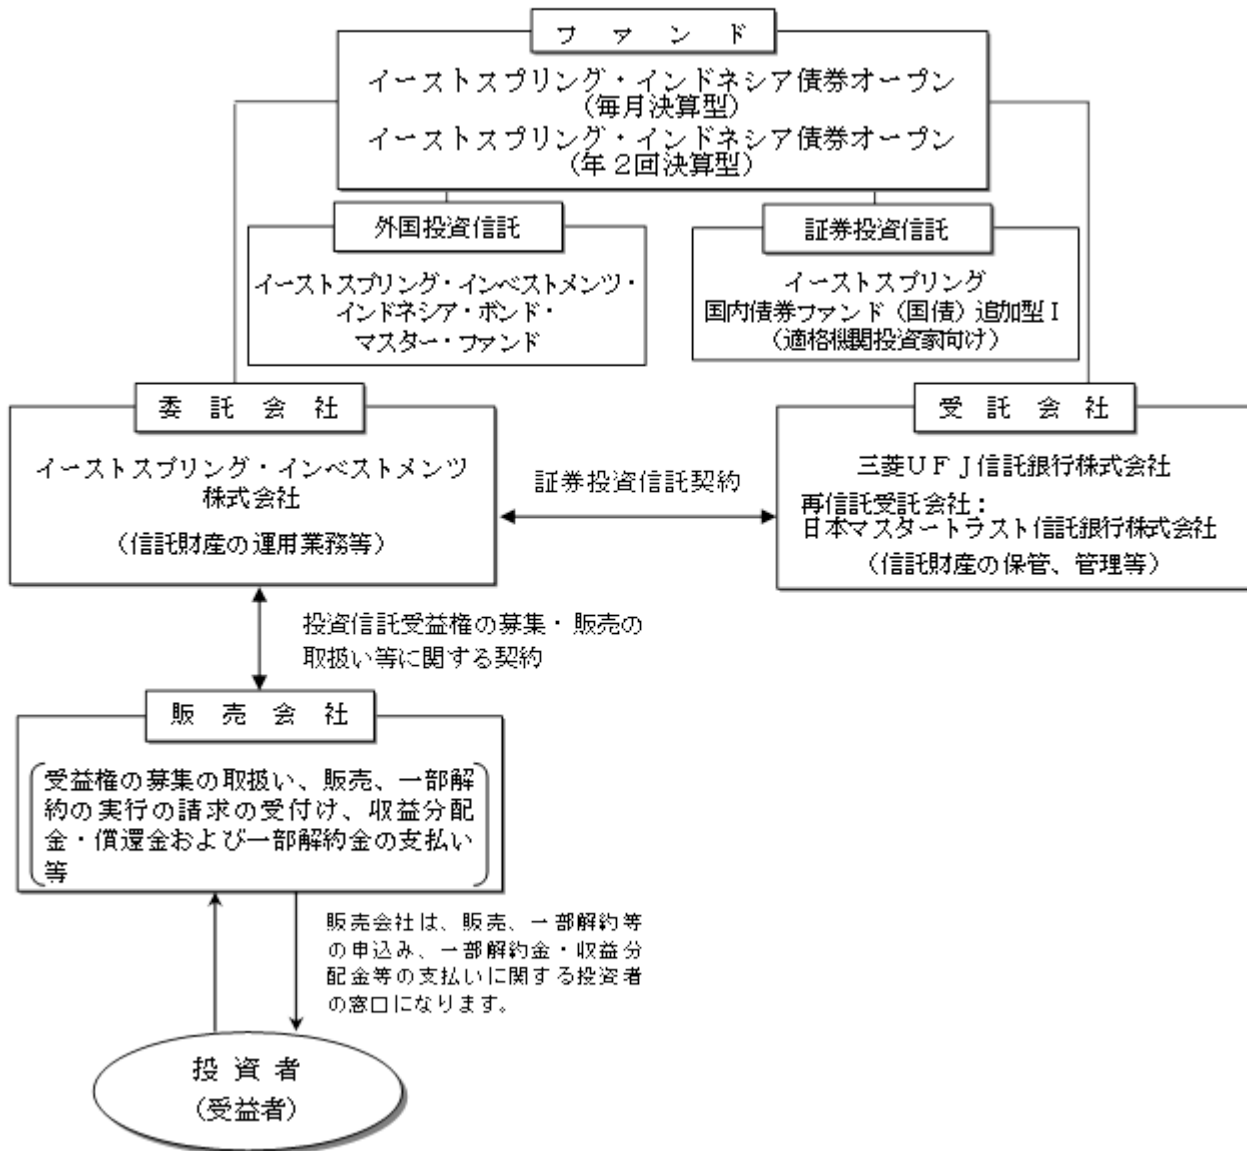 フ ァ ン ド
イーストスプリング・インドネシア債券オープン
(毎月決算型)
イーストスプリング・インドネシア債券オープン
(年２回決算型)
外国投資信託
イーストスプリング・インベストメンツ・
インドネシア・ボンド・
マスター・ファンド
証券投資信託
イーストスプリング
国内債券ファンド（国債）追加型Ⅰ
（適格機関投資家向け）
委 託 会 社
イーストスプリング・インベストメンツ
株式会社
（信託財産の運用業務等）
証券投資信託契約
受 託 会 社
三菱ＵＦＪ信託銀行株式会社
再信託受託会社：
日本マスタートラスト信託銀行株式会社
（信託財産の保管、管理等）
投資信託受益権の募集・販売の
取扱い等に関する契約
販 売 会 社
受益権の募集の取扱い、販売、一部解
約の実行の請求の受付け、収益分配
金・償還金および一部解約金の支払い
等
販売会社は、販売、一部解約等
の申込み、一部解約金・収益分
配金等の支払いに関する投資者
の窓口になります。
投 資 者
(受益者)